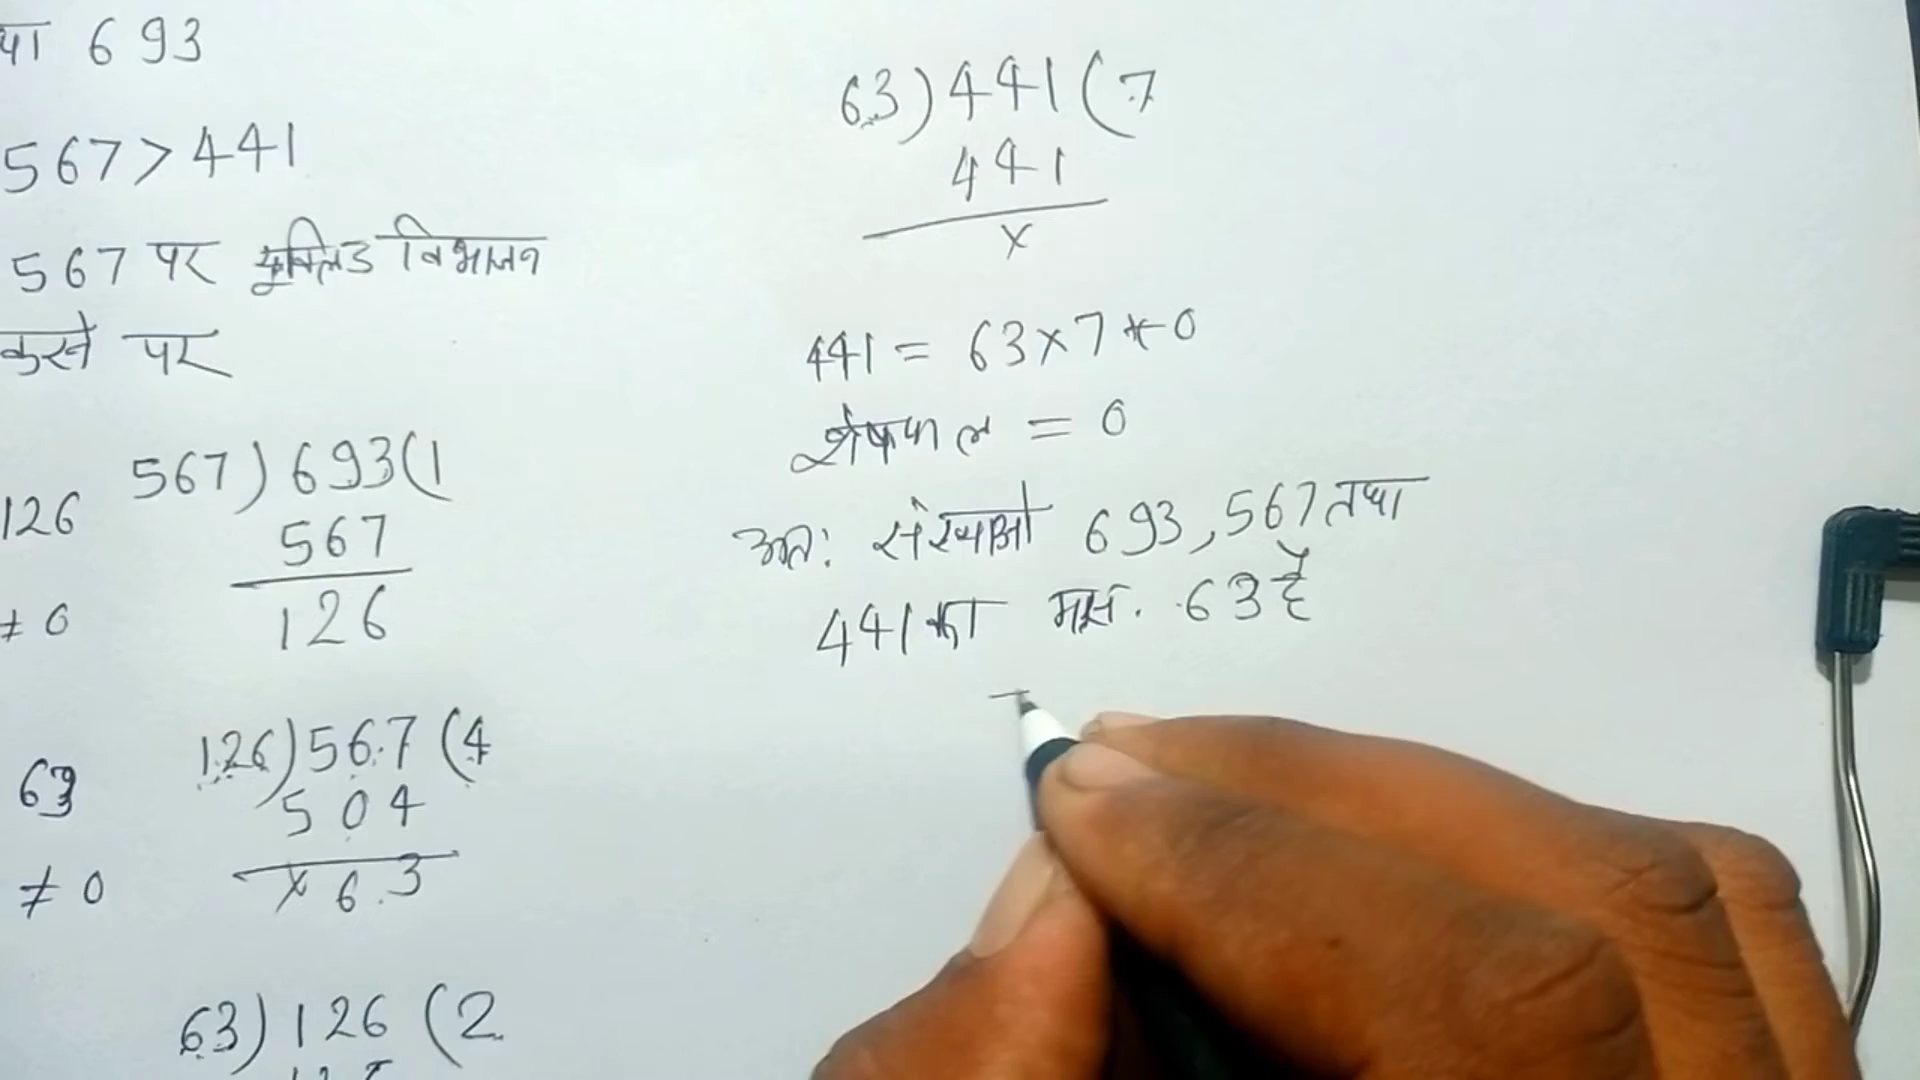 पा 693
567 > 441
567 पर युक्लिड विभाजन
करने पर
126 567 ) 693 ( 1
567
≠ 0 126
63 126 ) 567 ( 4
504
≠ 0 × 63
63 ) 126 ( 2
63 ) 441 ( 7
441
×
441 = 63 × 7 + 0
शेषफल = 0
अतः संख्याओ 693, 567 तथा
441 का मस. 63 है